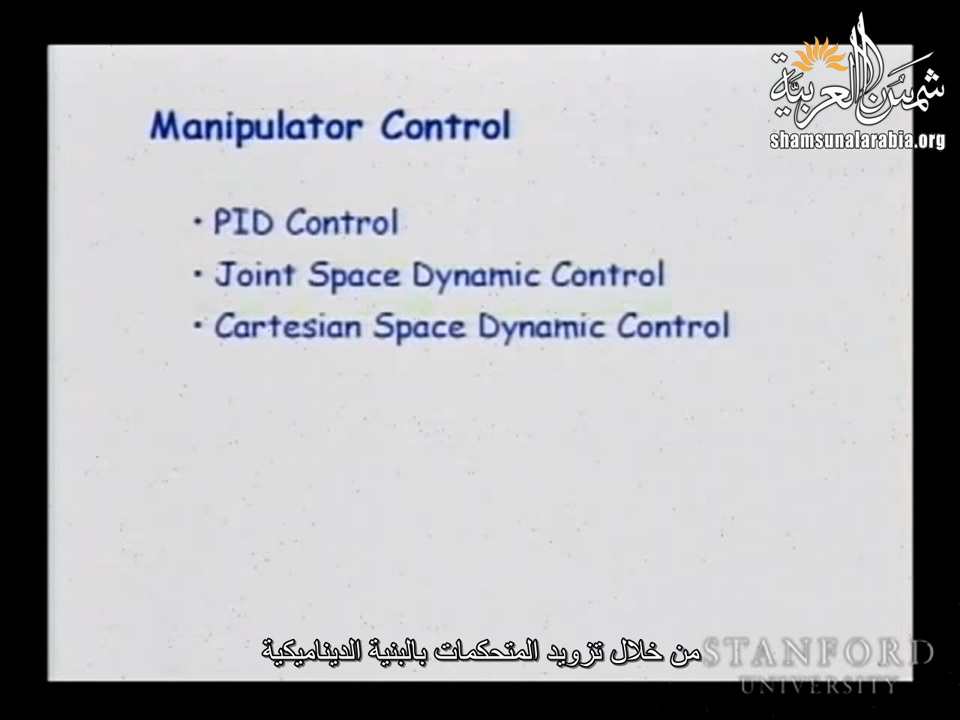 شمس العربية
shamsunalarabia.org
Manipulator Control
• PID Control
• Joint Space Dynamic Control
• Cartesian Space Dynamic Control
من خلال تزويد المتحكمات بالبنية الديناميكية
STANFORD
UNIVERSITY